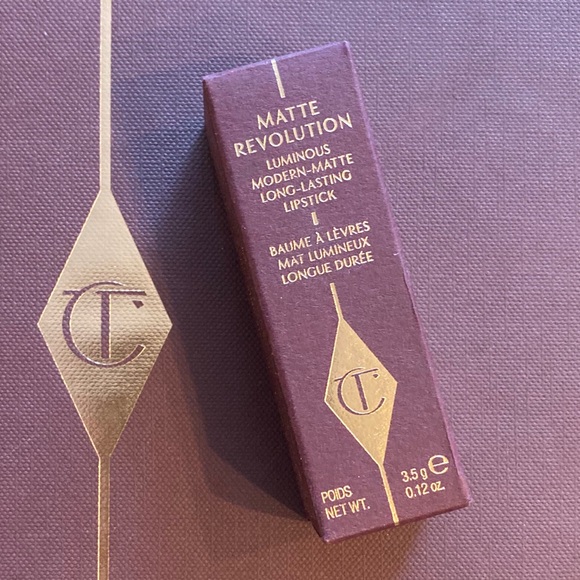 MATTE
REVOLUTION
LUMINOUS
MODERN-MATTE
LONG-LASTING
LIPSTICK
BAUME À LÈVRES
MAT LUMINEUX
LONGUE DURÉE
CT
CT
POIDS
NET WT.
3.5 g ℮
0.12 oz.